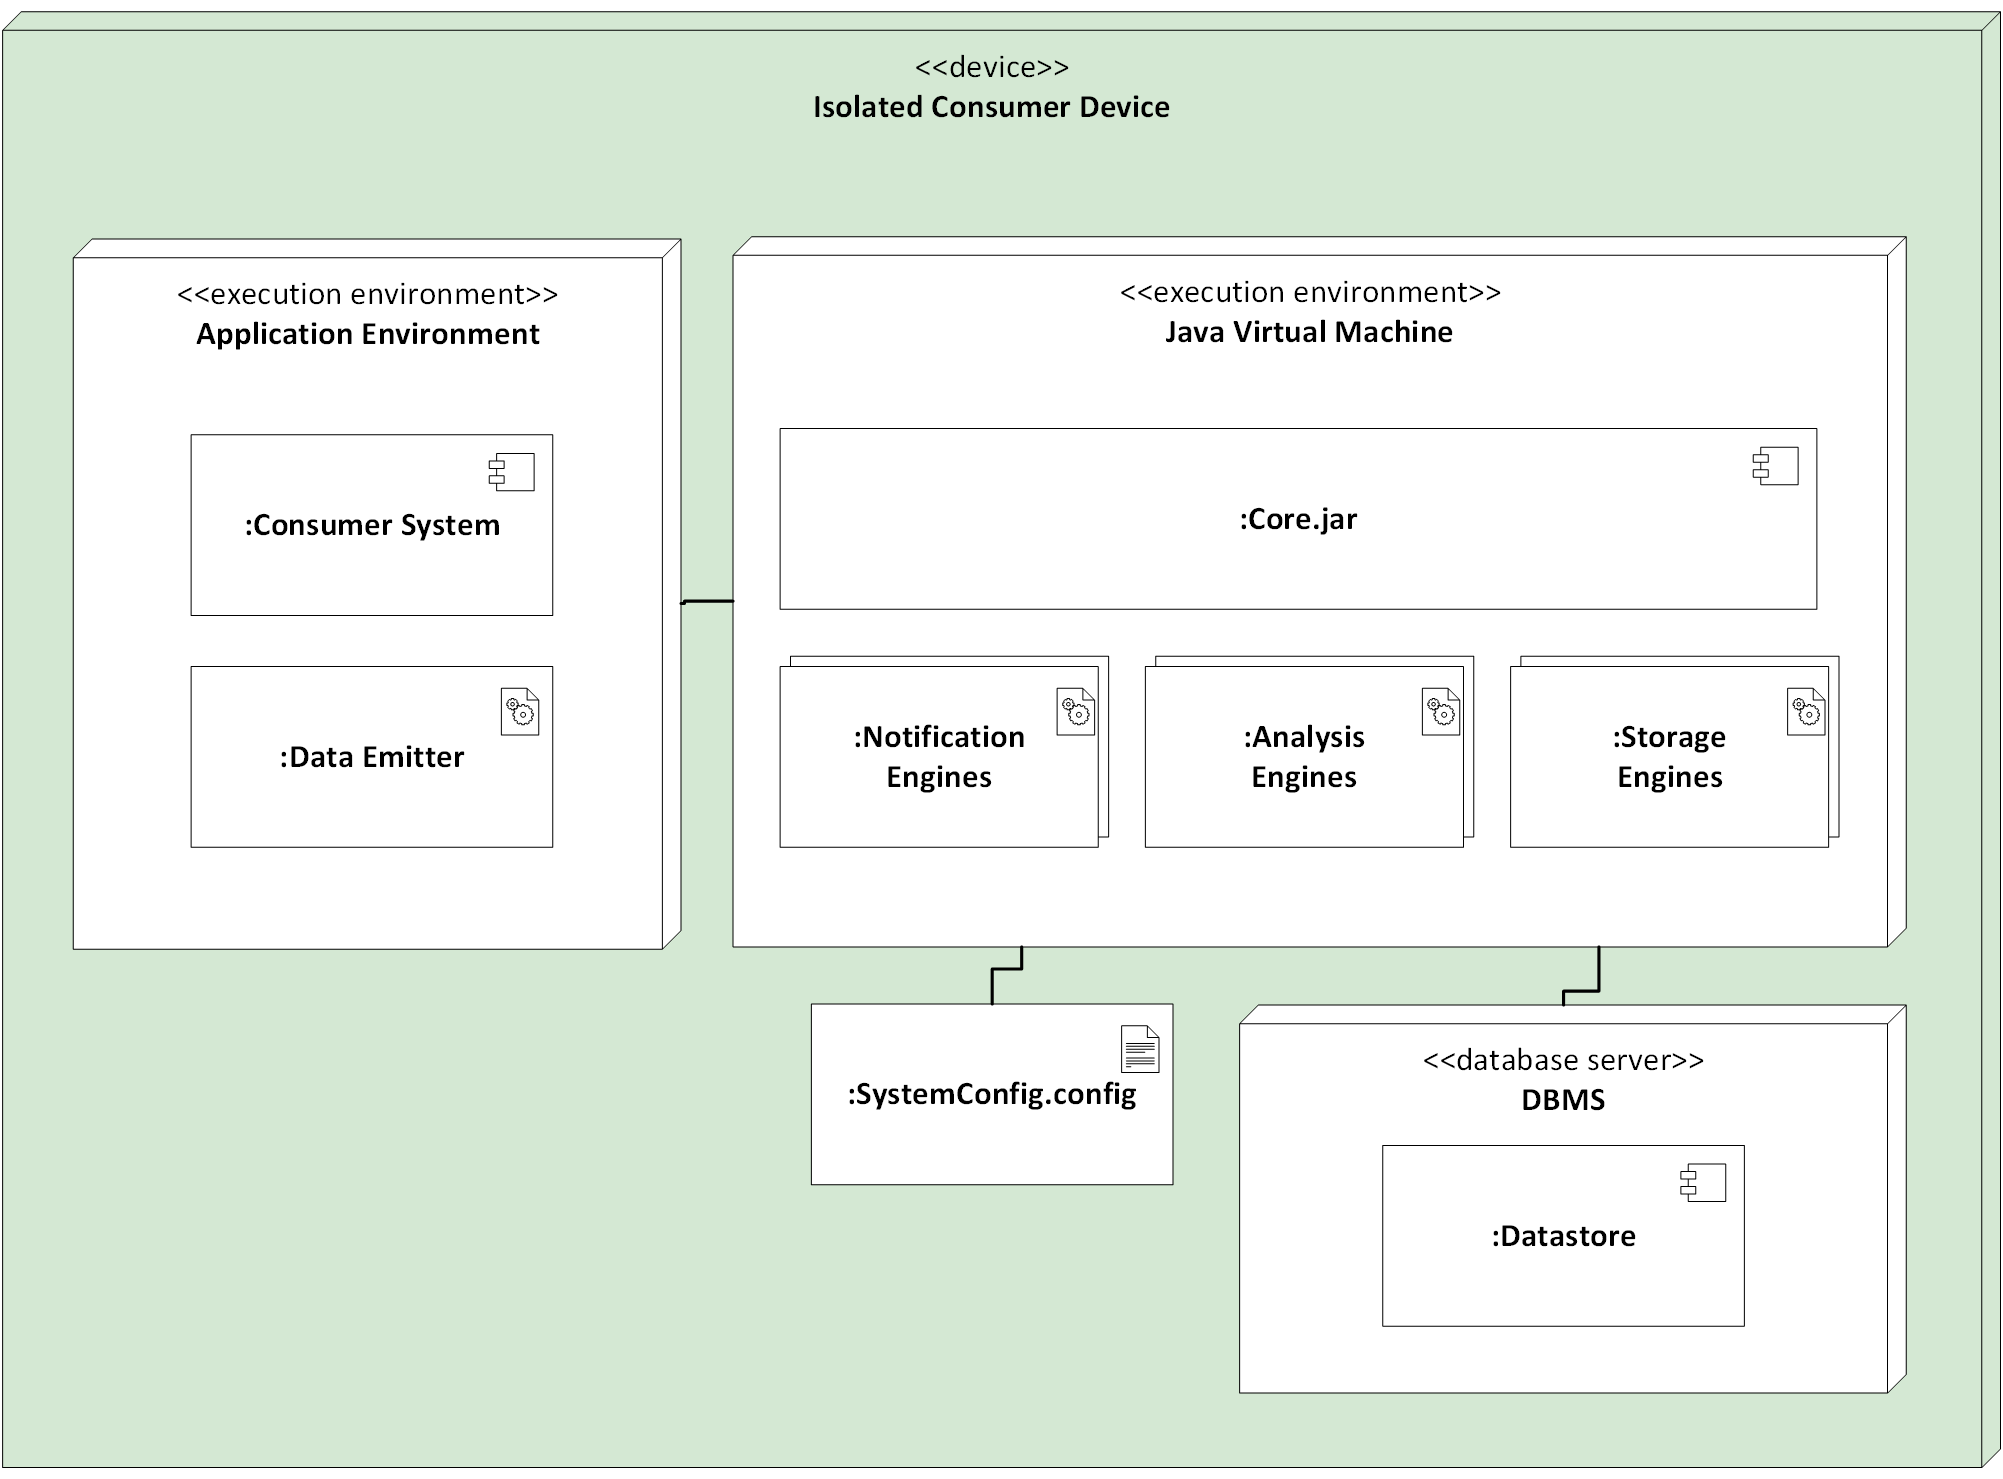 <<device>>
Isolated Consumer Device
<<execution environment>>
Application Environment
:Consumer System
:Data Emitter
<<execution environment>>
Java Virtual Machine
:Core.jar
:Notification
Engines
:Analysis
Engines
:Storage
Engines
:SystemConfig.config
<<database server>>
DBMS
:Datastore